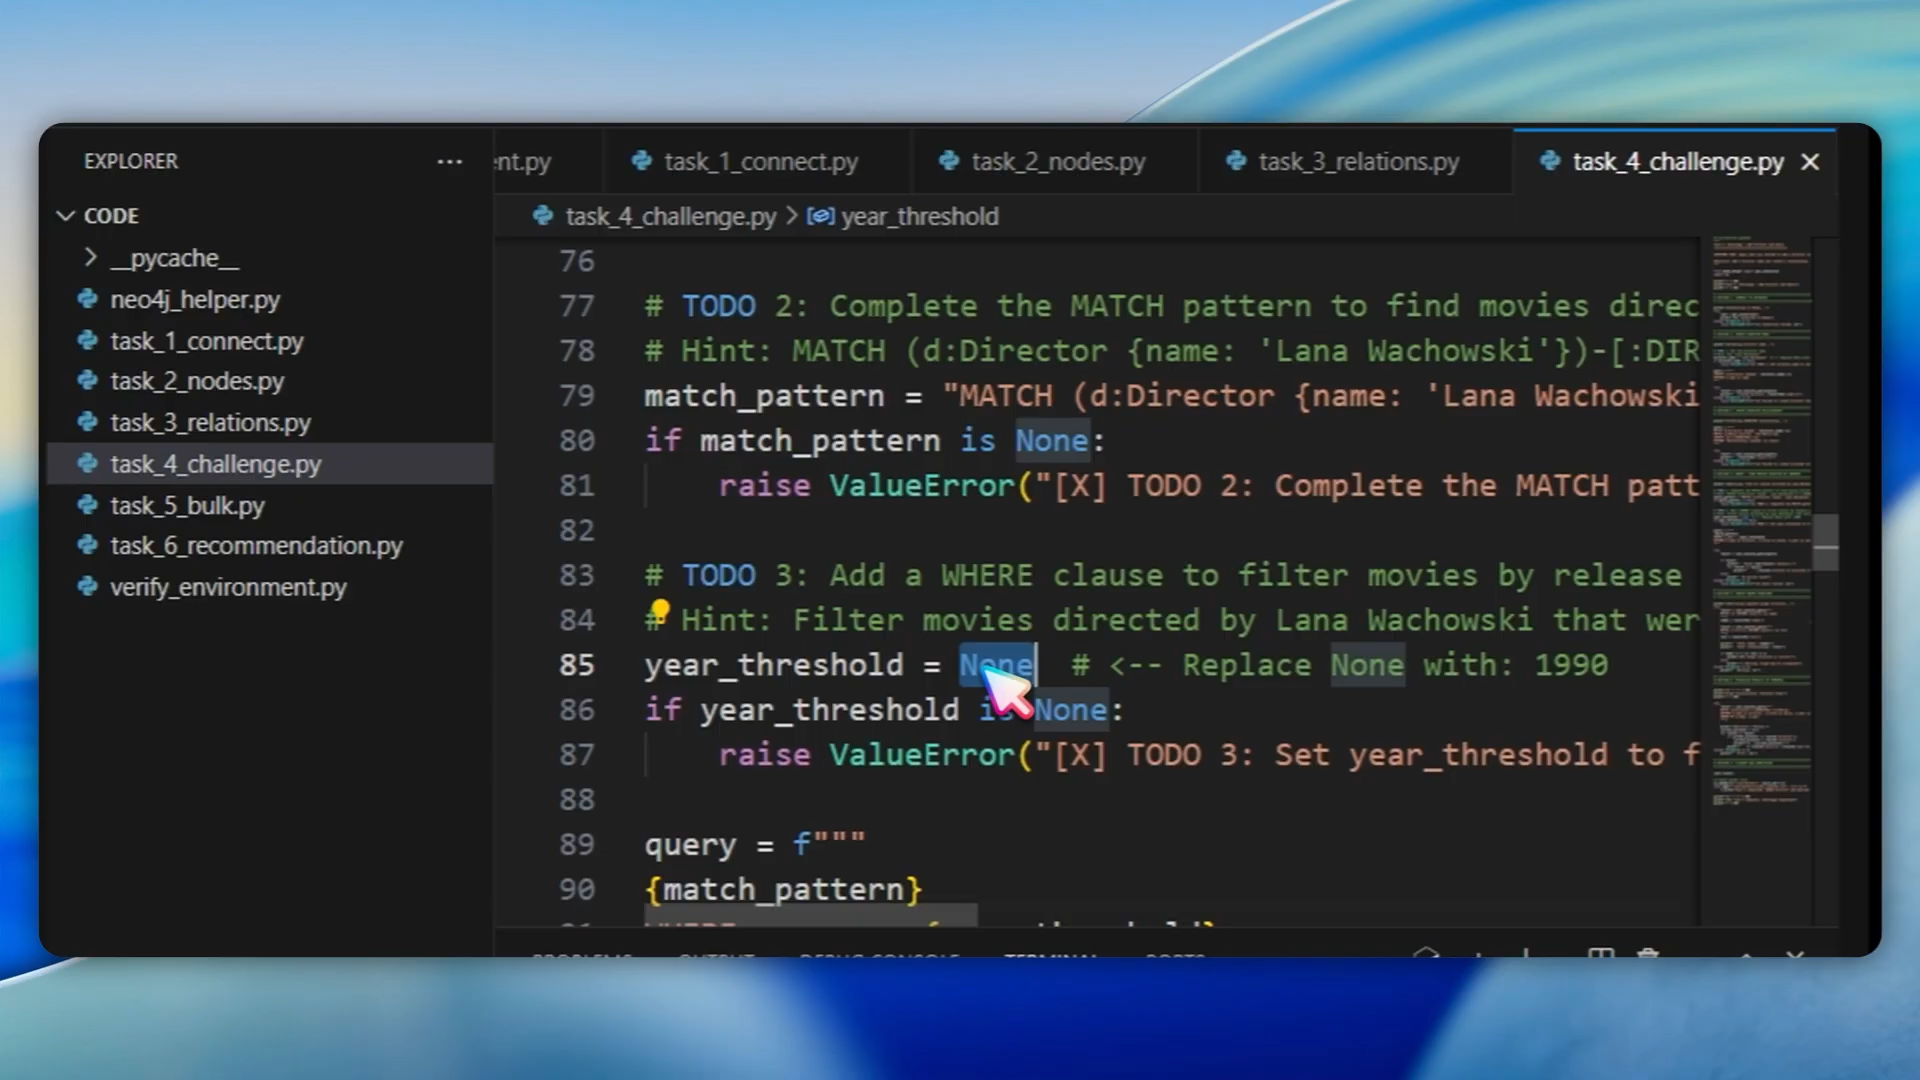 EXPLORER
nt.py
task_1_connect.py
task_2_nodes.py
task_3_relations.py
task_4_challenge.py
CODE
task_4_challenge.py > year_threshold
__pycache__
neo4j_helper.py
task_1_connect.py
task_2_nodes.py
task_3_relations.py
task_4_challenge.py
task_5_bulk.py
task_6_recommendation.py
verify_environment.py
76
77 # TODO 2: Complete the MATCH pattern to find movies direc
78 # Hint: MATCH (d:Director {name: 'Lana Wachowski'})-[:DIR
79 match_pattern = "MATCH (d:Director {name: 'Lana Wachowski
80 if match_pattern is None:
81 raise ValueError("[X] TODO 2: Complete the MATCH patt
82
83 # TODO 3: Add a WHERE clause to filter movies by release
84 # Hint: Filter movies directed by Lana Wachowski that wer
85 year_threshold = None # <-- Replace None with: 1990
86 if year_threshold is None:
87 raise ValueError("[X] TODO 3: Set year_threshold to f
88
89 query = f"""
90 {match_pattern}